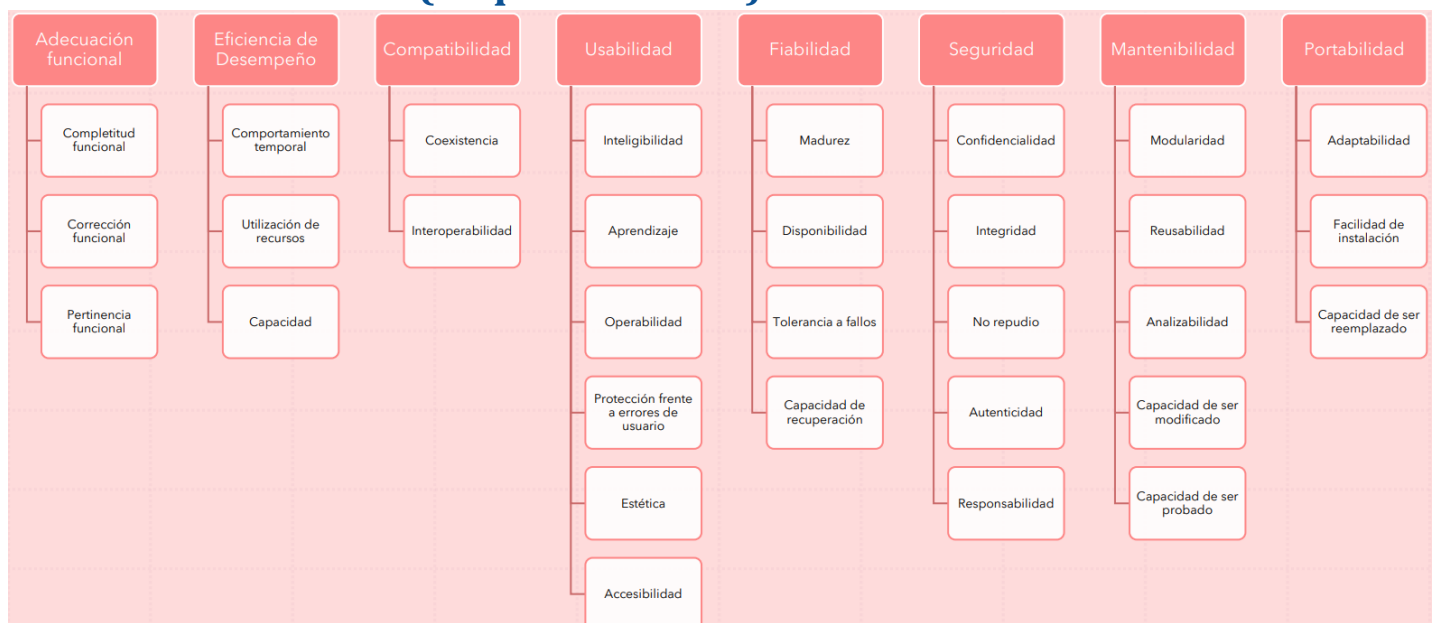 Adecuación
funcional
Completitud
funcional
Corrección
funcional
Pertinencia
funcional
Eficiencia de
Desempeño
Comportamiento
temporal
Utilización de
recursos
Capacidad
Compatibilidad
Coexistencia
Interoperabilidad
Usabilidad
Inteligibilidad
Aprendizaje
Operabilidad
Protección frente
a errores de
usuario
Estética
Accesibilidad
Fiabilidad
Madurez
Disponibilidad
Tolerancia a fallos
Capacidad de
recuperación
Seguridad
Confidencialidad
Integridad
No repudio
Autenticidad
Responsabilidad
Mantenibilidad
Modularidad
Reusabilidad
Analizabilidad
Capacidad de ser
modificado
Capacidad de ser
probado
Portabilidad
Adaptabilidad
Facilidad de
instalación
Capacidad de ser
reemplazado